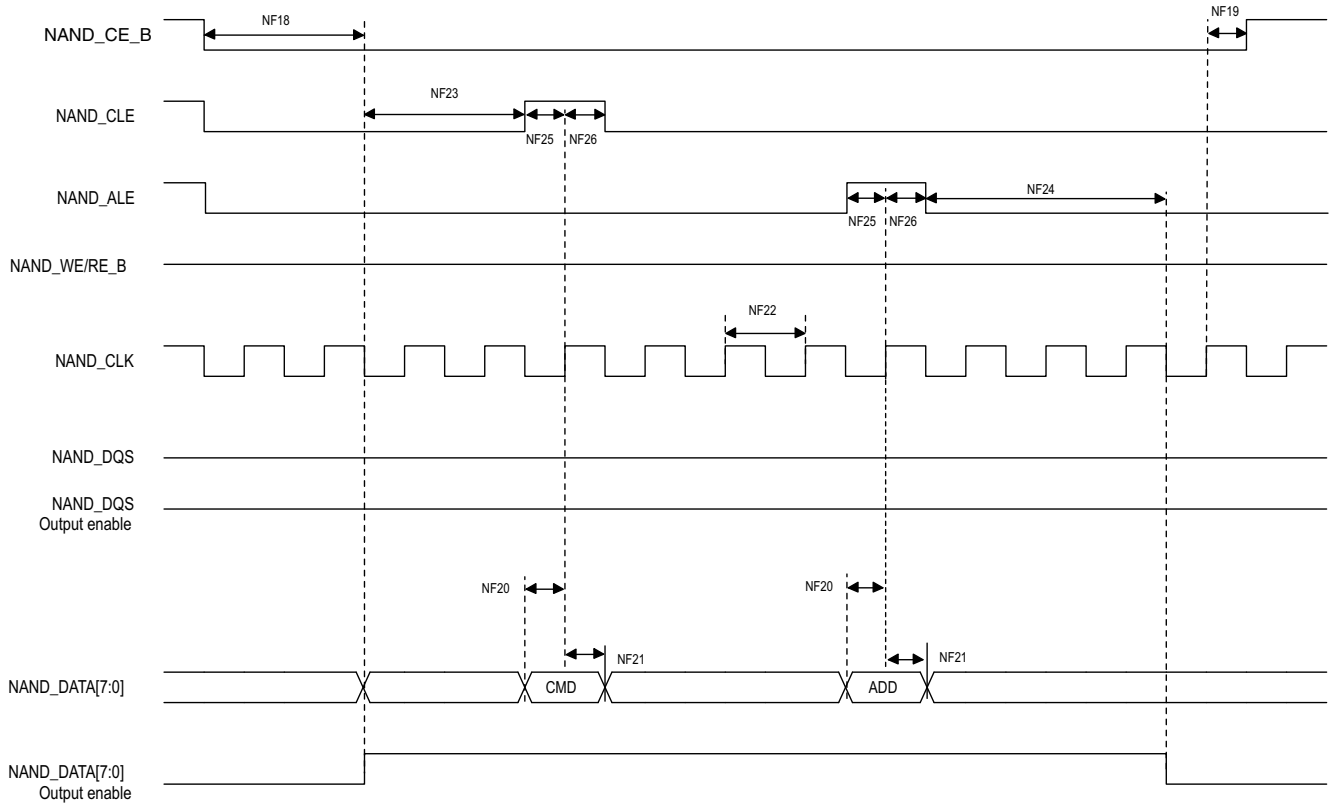 NF18
NF19
NAND_CE_B
NF23
NAND_CLE
NF25 NF26
NAND_ALE
NF24
NF25 NF26
NAND_WE/RE_B
NF22
NAND_CLK
NAND_DQS
NAND_DQS
Output enable
NF20
NF20
NF21
NF21
NAND_DATA[7:0]
CMD
ADD
NAND_DATA[7:0]
Output enable